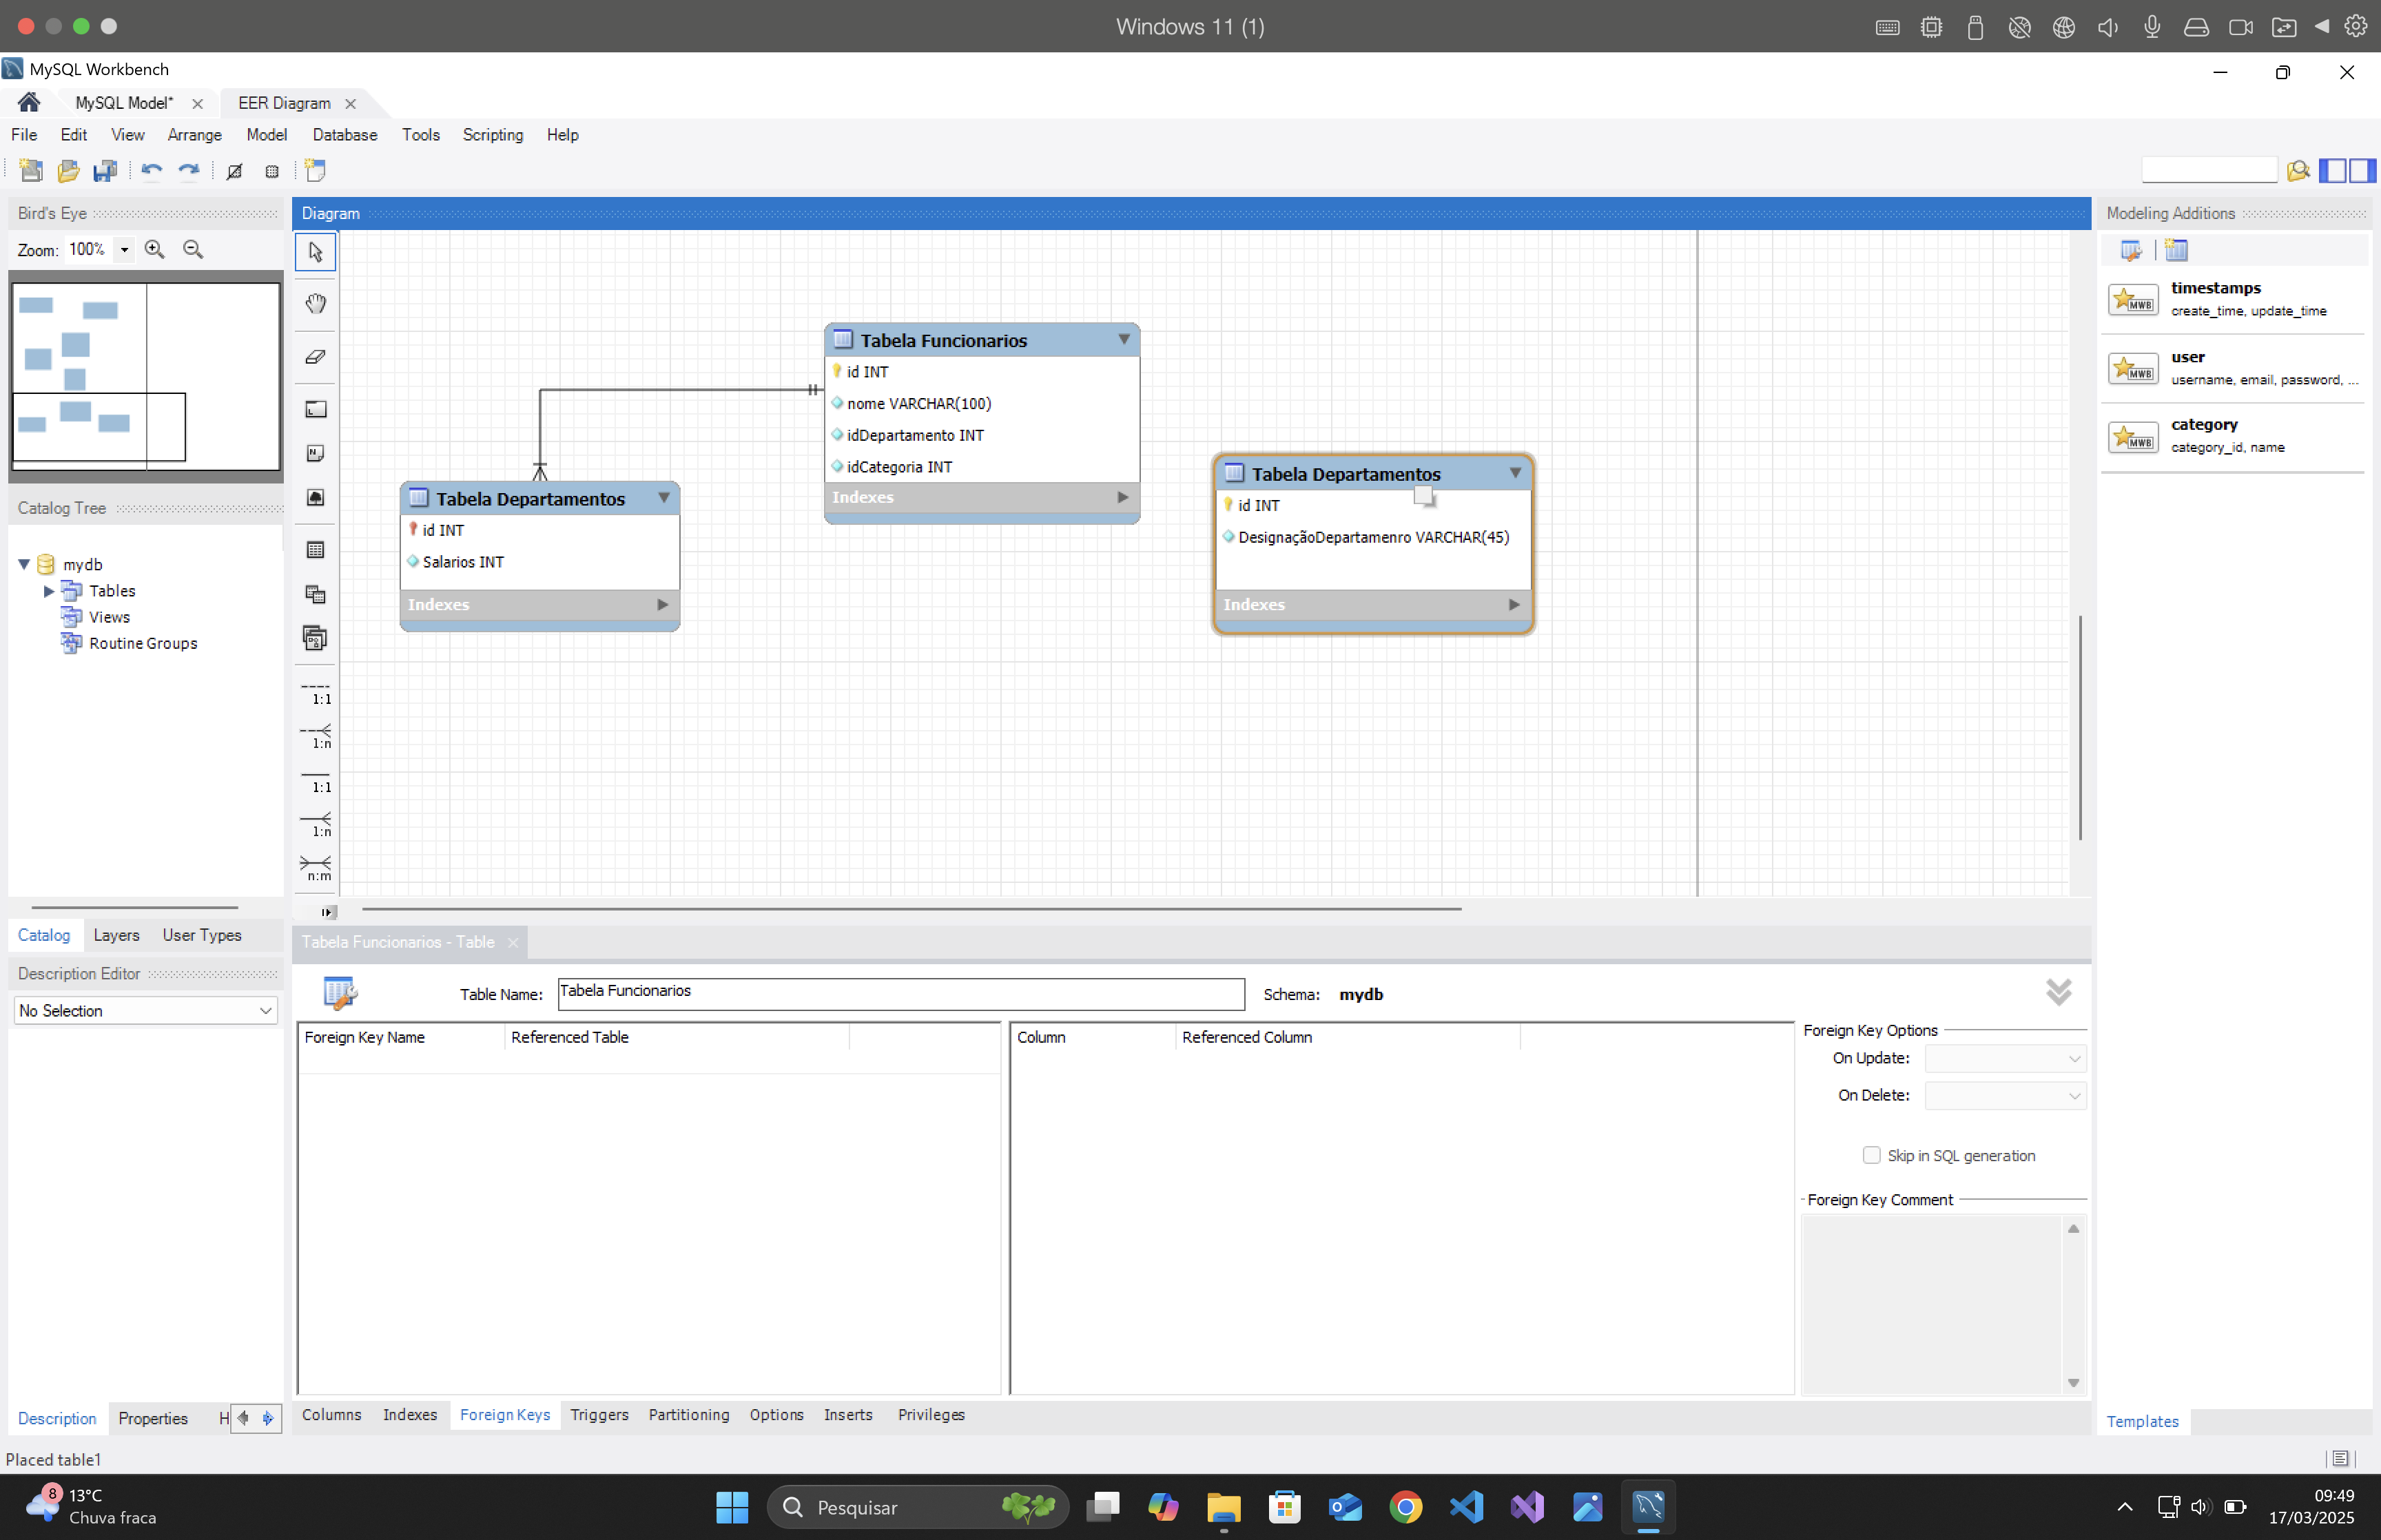 Windows 11 (1)
MySQL Workbench
MySQL Model*
EER Diagram
File Edit View Arrange Model Database Tools Scripting Help
Bird's Eye
Diagram
Modeling Additions
Zoom: 100%
timestamps
create_time, update_time
user
username, email, password, ...
category
category_id, name
MWB
MWB
MWB
Tabela Funcionarios
id INT
nome VARCHAR(100)
idDepartamento INT
idCategoria INT
Indexes
Tabela Departamentos
id INT
DesignaçãoDepartamenro VARCHAR(45)
Indexes
Tabela Departamentos
id INT
Salarios INT
Indexes
Catalog Tree
mydb
Tables
Views
Routine Groups
1:1
1:n
1:1
1:n
n:m
Catalog Layers User Types
Tabela Funcionarios - Table
Description Editor
No Selection
Table Name: Tabela Funcionarios
Schema: mydb
Foreign Key Name Referenced Table
Column Referenced Column
Foreign Key Options
On Update:
On Delete:
Skip in SQL generation
Foreign Key Comment
Columns Indexes Foreign Keys Triggers Partitioning Options Inserts Privileges
Description Properties H
Templates
Placed table1
8
13°C
Chuva fraca
Pesquisar
09:49
17/03/2025